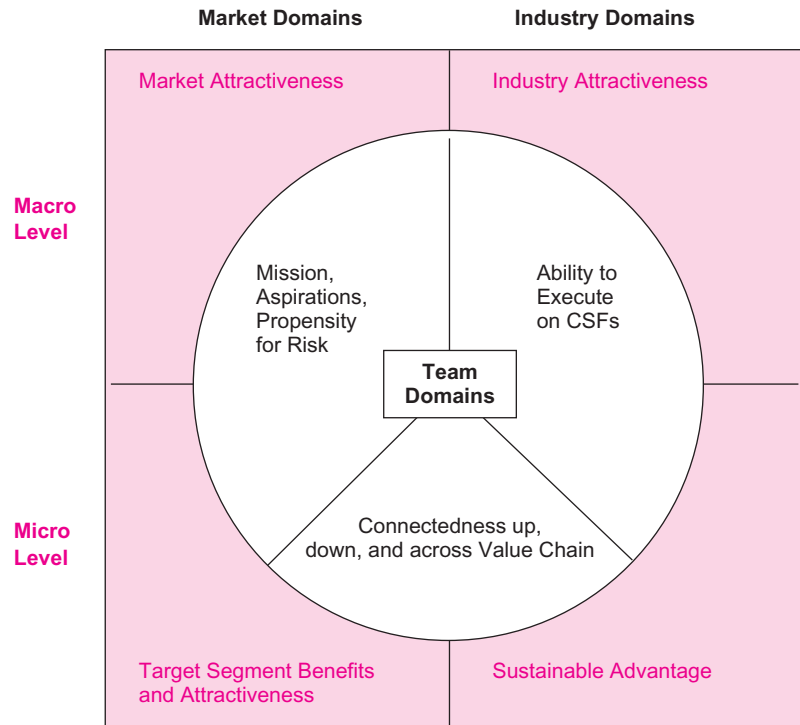 Market Domains
Industry Domains
Market Attractiveness
Industry Attractiveness
Macro
Level
Mission,
Aspirations,
Propensity
for Risk
Ability to
Execute
on CSFs
Team
Domains
Micro
Level
Connectedness up,
down, and across Value Chain
Target Segment Benefits
and Attractiveness
Sustainable Advantage